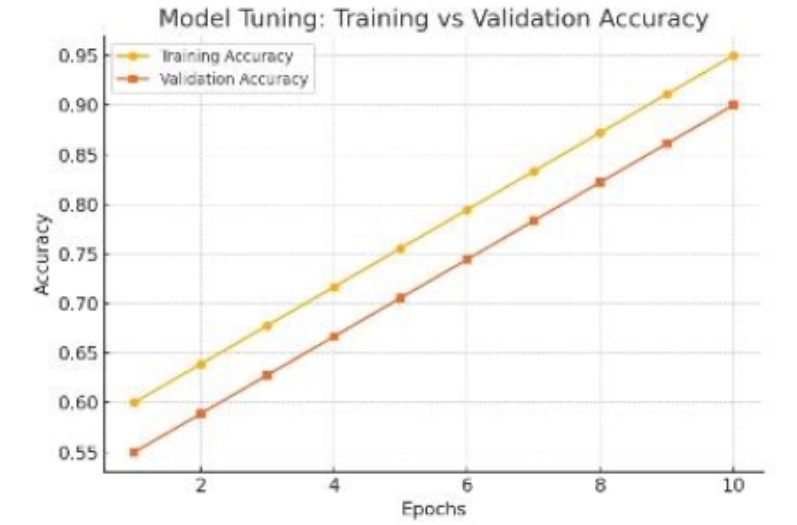 Model Tuning: Training vs Validation Accuracy
Training Accuracy
Validation Accuracy
0.95
0.90
0.85
0.80
0.75
0.70
0.65
0.60
0.55
Accuracy
2 4 6 8 10
Epochs